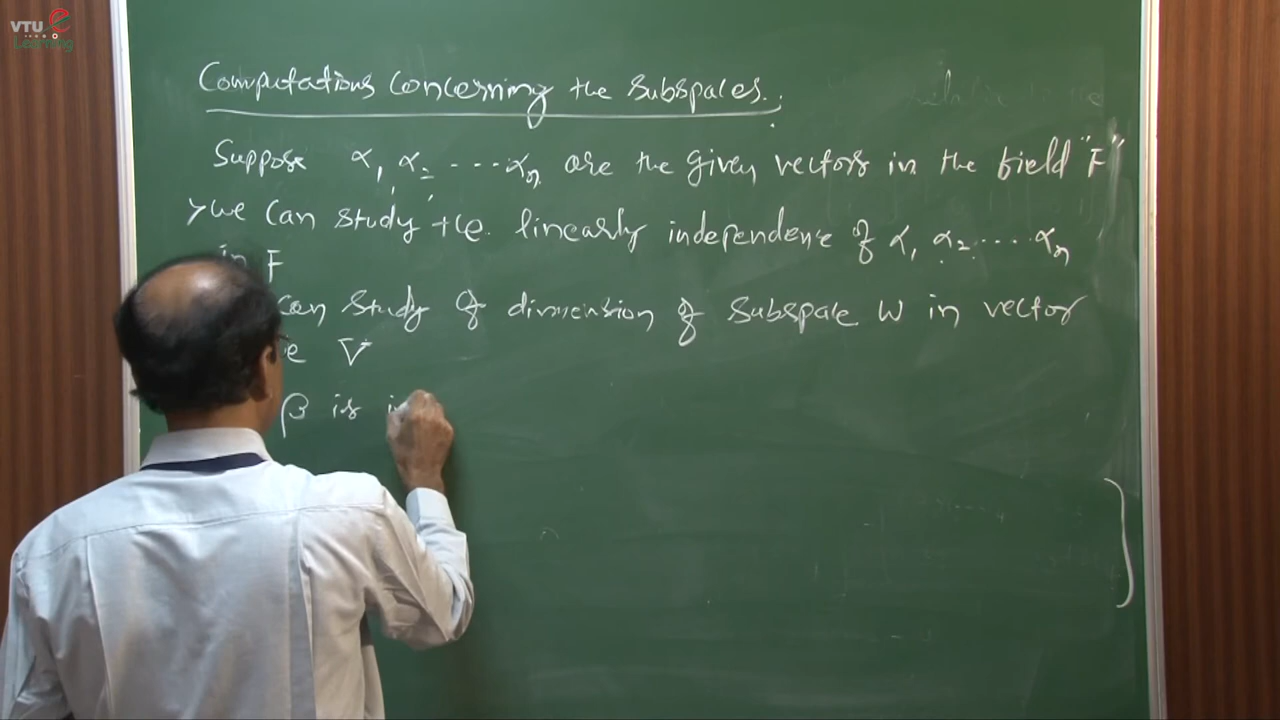 VTU e
Learning
Computations Concerning the Subspaces.
Suppose α₁, α₂ ---- αₙ are the given vectors in the field "F"
> we can study the linearly independence of α₁, α₂ ..... αₙ
in F
can study of dimension of Subspace W in vector
e V
β is i